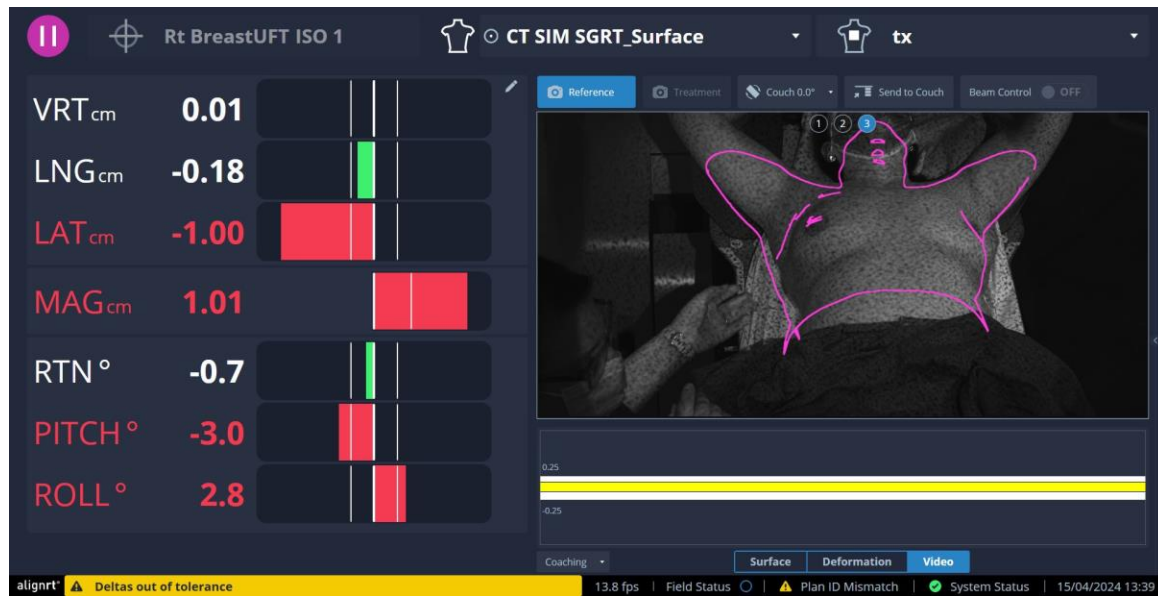 Rt BreastUFT ISO 1
CT SIM SGRT_Surface
tx
VRT cm 0.01
LNG cm -0.18
LAT cm -1.00
MAG cm 1.01
RTN ° -0.7
PITCH ° -3.0
ROLL ° 2.8
Reference Treatment Couch 0.0° Send to Couch Beam Control OFF
1 2 3
0.25
-0.25
Coaching Surface Deformation Video
alignrt® Deltas out of tolerance 13.8 fps Field Status Plan ID Mismatch System Status 15/04/2024 13:39